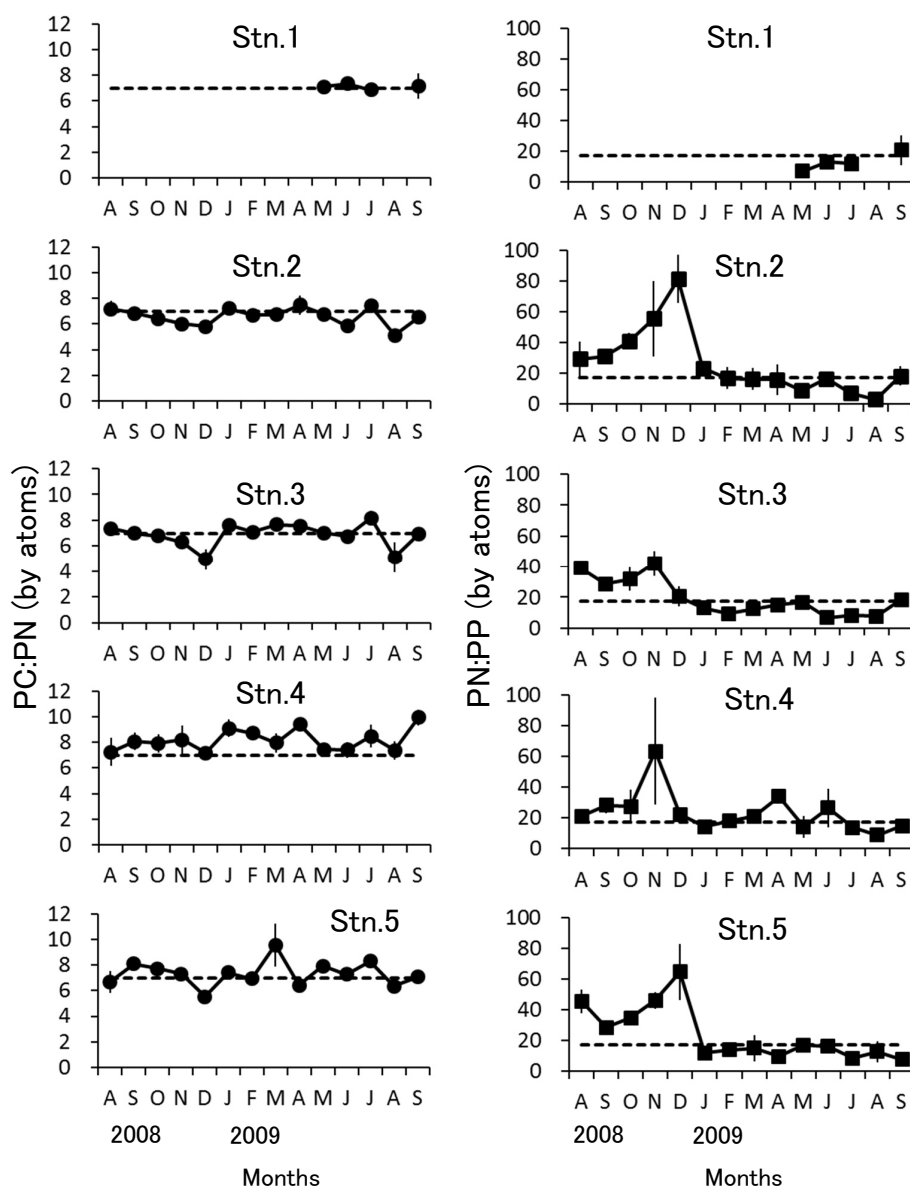 Stn.1
12
10
8
6
4
2
0
A S O N D J F M A M J J A S
Stn.1
100
80
60
40
20
0
A S O N D J F M A M J J A S
Stn.2
12
10
8
6
4
2
0
A S O N D J F M A M J J A S
Stn.2
100
80
60
40
20
0
A S O N D J F M A M J J A S
PC:PN (by atoms)
Stn.3
12
10
8
6
4
2
0
A S O N D J F M A M J J A S
PN:PP (by atoms)
Stn.3
100
80
60
40
20
0
A S O N D J F M A M J J A S
Stn.4
12
10
8
6
4
2
0
A S O N D J F M A M J J A S
Stn.4
100
80
60
40
20
0
A S O N D J F M A M J J A S
Stn.5
12
10
8
6
4
2
0
A S O N D J F M A M J J A S
2008 2009
Months
Stn.5
100
80
60
40
20
0
A S O N D J F M A M J J A S
2008 2009
Months